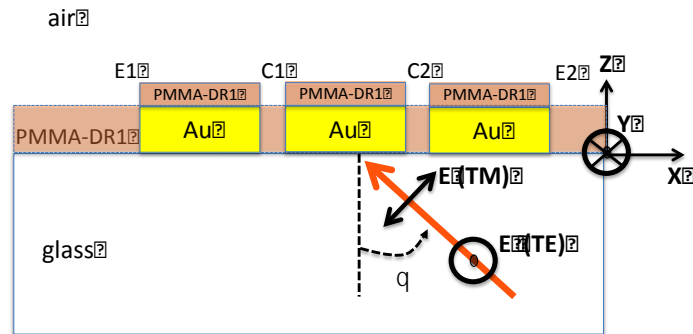 air⍰
E1⍰ C1⍰ C2⍰ E2⍰ Z⍰
PMMA-DR1⍰ PMMA-DR1⍰ PMMA-DR1⍰
PMMA-DR1⍰ Au⍰ Au⍰ Au⍰ Y⍰
X⍰
E⍰(TM)⍰
glass⍰
E⍰⍰(TE)⍰
q